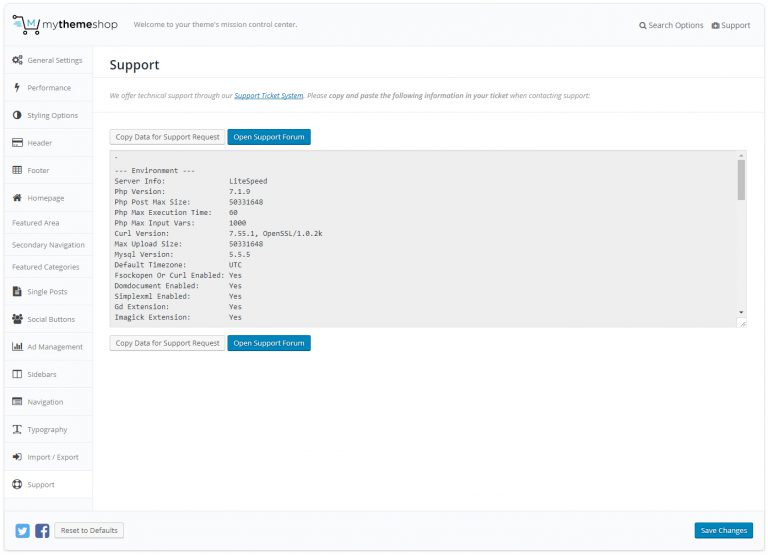 M mythemeshop
Welcome to your theme's mission control center.
Search Options Support
General Settings
Performance
Styling Options
Header
Footer
Homepage
Featured Area
Secondary Navigation
Featured Categories
Single Posts
Social Buttons
Ad Management
Sidebars
Navigation
Typography
Import / Export
Support
Support
We offer technical support through our Support Ticket System. Please copy and paste the following information in your ticket when contacting support:
Copy Data for Support Request Open Support Forum
-
--- Environment ---
Server Info: LiteSpeed
Php Version: 7.1.9
Php Post Max Size: 50331648
Php Max Execution Time: 60
Php Max Input Vars: 1000
Curl Version: 7.55.1, OpenSSL/1.0.2k
Max Upload Size: 50331648
Mysql Version: 5.5.5
Default Timezone: UTC
Fsockopen Or Curl Enabled: Yes
Domdocument Enabled: Yes
Simplexml Enabled: Yes
Gd Extension: Yes
Imagick Extension: Yes
Copy Data for Support Request Open Support Forum
Reset to Defaults
Save Changes